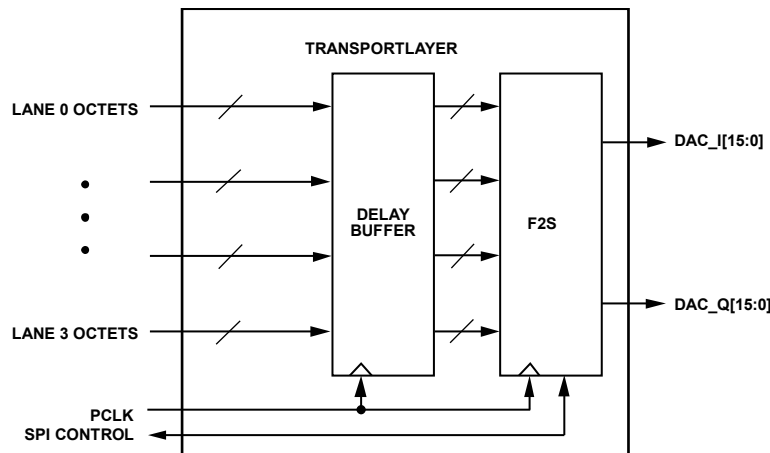 TRANSPORTLAYER
LANE 0 OCTETS
DAC_I[15:0]
DELAY
BUFFER
F2S
DAC_Q[15:0]
LANE 3 OCTETS
PCLK
SPI CONTROL